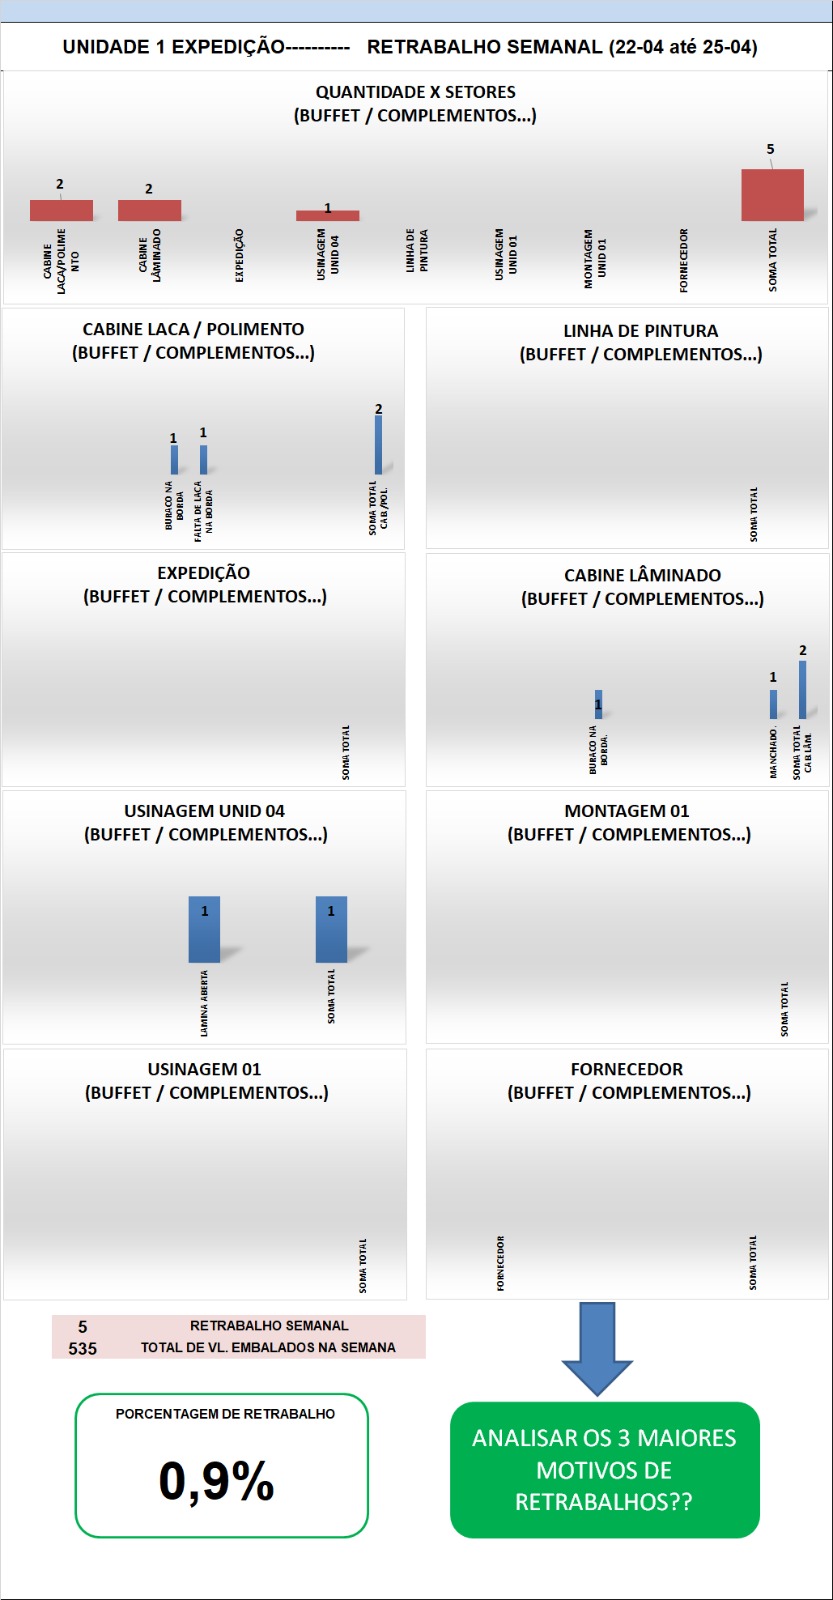 UNIDADE 1 EXPEDIÇÃO---------- RETRABALHO SEMANAL (22-04 até 25-04)
QUANTIDADE X SETORES
(BUFFET / COMPLEMENTOS...)
2
2
1
5
CABINE
LACA/POLIME
NTO
CABINE
LÂMINADO
EXPEDIÇÃO
USINAGEM
UNID 04
LINHA DE
PINTURA
USINAGEM
UNID 01
MONTAGEM
UNID 01
FORNECEDOR
SOMA TOTAL
CABINE LACA / POLIMENTO
(BUFFET / COMPLEMENTOS...)
1
1
2
BURACO NA
BORDA
FALTA DE LACA
NA BORDA
SOMA TOTAL
CAB./POL.
LINHA DE PINTURA
(BUFFET / COMPLEMENTOS...)
SOMA TOTAL
EXPEDIÇÃO
(BUFFET / COMPLEMENTOS...)
SOMA TOTAL
CABINE LÂMINADO
(BUFFET / COMPLEMENTOS...)
1
1
2
BURACO NA
BORDA.
MANCHADO.
SOMA TOTAL
CAB LÂM.
USINAGEM UNID 04
(BUFFET / COMPLEMENTOS...)
1
1
LAMINA ABERTA
SOMA TOTAL
MONTAGEM 01
(BUFFET / COMPLEMENTOS...)
SOMA TOTAL
USINAGEM 01
(BUFFET / COMPLEMENTOS...)
SOMA TOTAL
FORNECEDOR
(BUFFET / COMPLEMENTOS...)
FORNECEDOR
SOMA TOTAL
5 RETRABALHO SEMANAL
535 TOTAL DE VL. EMBALADOS NA SEMANA
PORCENTAGEM DE RETRABALHO
0,9%
ANALISAR OS 3 MAIORES
MOTIVOS DE
RETRABALHOS??